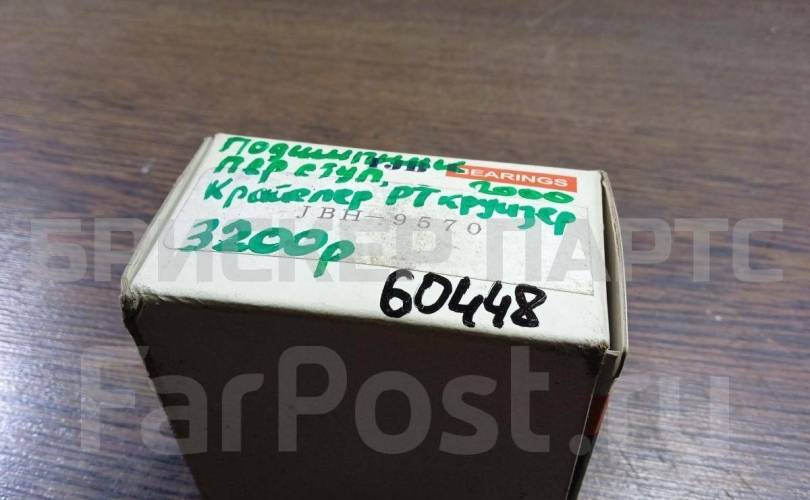 Подшипник
BEARINGS
пер ступ, 2000
Крайслер РТ крузер
JBH-9570
3200р
60448
БРИСКЕР ПАРТС
FarPost.ru